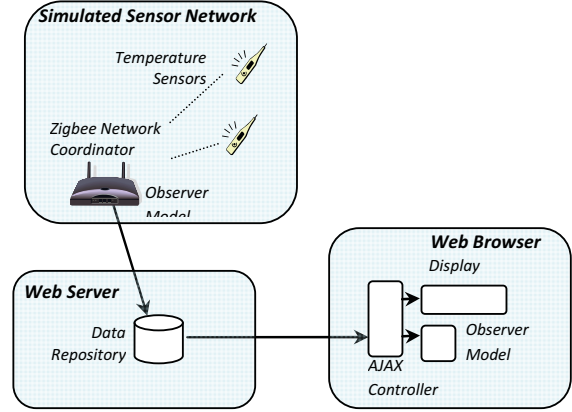 Simulated Sensor Network
Temperature
Sensors
Zigbee Network
Coordinator
Observer
Model
Web Server
Data
Repository
Web Browser
Display
Observer
Model
AJAX
Controller